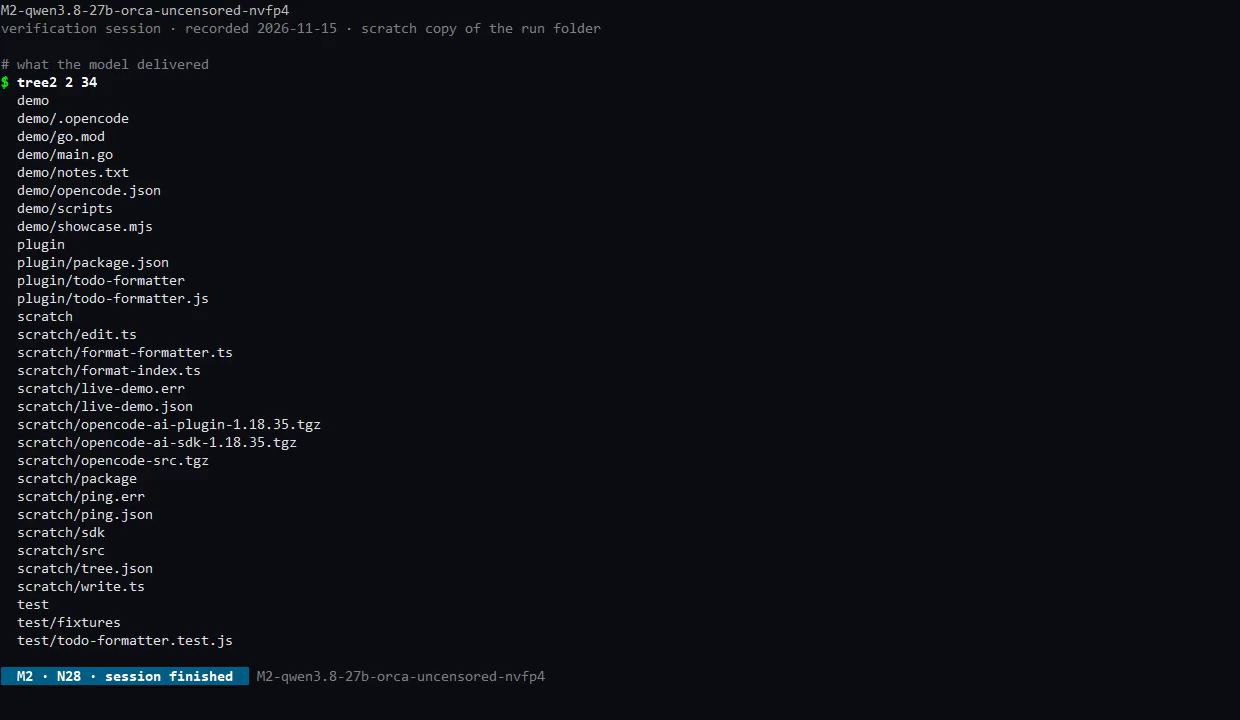 M2-qwen3.8-27b-orca-uncensored-nvfp4
verification session · recorded 2026-11-15 · scratch copy of the run folder
# what the model delivered
$ tree2 2 34
demo
demo/.opencode
demo/go.mod
demo/main.go
demo/notes.txt
demo/opencode.json
demo/scripts
demo/showcase.mjs
plugin
plugin/package.json
plugin/todo-formatter
plugin/todo-formatter.js
scratch
scratch/edit.ts
scratch/format-formatter.ts
scratch/format-index.ts
scratch/live-demo.err
scratch/live-demo.json
scratch/opencode-ai-plugin-1.18.35.tgz
scratch/opencode-ai-sdk-1.18.35.tgz
scratch/opencode-src.tgz
scratch/package
scratch/ping.err
scratch/ping.json
scratch/sdk
scratch/src
scratch/tree.json
scratch/write.ts
test
test/fixtures
test/todo-formatter.test.js
M2 · N28 · session finished M2-qwen3.8-27b-orca-uncensored-nvfp4